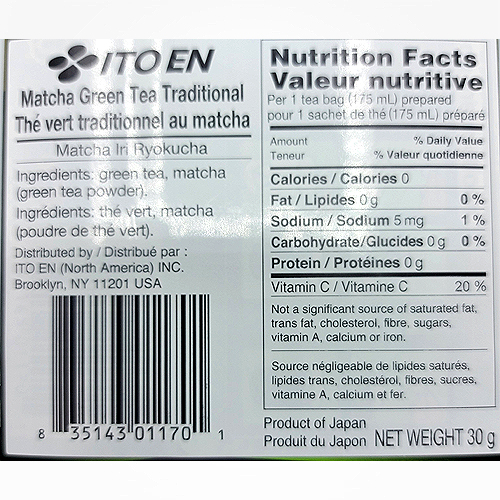 ITO EN
Matcha Green Tea Traditional
Thé vert traditionnel au matcha
Matcha Iri Ryokucha
Ingredients: green tea, matcha
(green tea powder).
Ingrédients: thé vert, matcha
(poudre de thé vert).
Distributed by / Distribué par :
ITO EN (North America) INC.
Brooklyn, NY 11201 USA
8 35143 01170 1
Nutrition Facts
Valeur nutritive
Per 1 tea bag (175 mL) prepared
pour 1 sachet de thé (175 mL) préparé
Amount % Daily Value
Teneur % Valeur quotidienne
Calories / Calories 0
Fat / Lipides 0 g 0 %
Sodium / Sodium 5 mg 1 %
Carbohydrate/Glucides 0 g 0 %
Protein / Protéines 0 g
Vitamin C / Vitamine C 20 %
Not a significant source of saturated fat,
trans fat, cholesterol, fibre, sugars,
vitamin A, calcium or iron.
Source négligeable de lipides saturés,
lipides trans, cholestérol, fibres, sucres,
vitamine A, calcium et fer.
Product of Japan
Produit du Japon NET WEIGHT 30 g